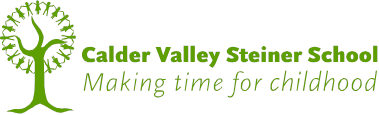 Calder Valley Steiner School
Making time for childhood